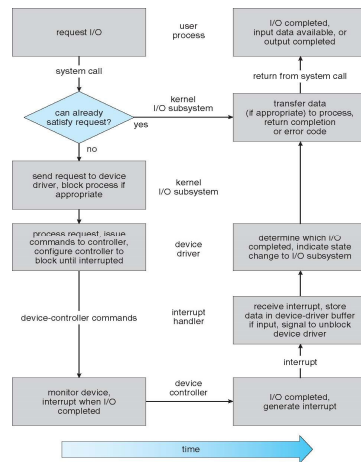 request I/O
user
process
I/O completed,
input data available, or
output completed
system call
return from system call
can already
satisfy request?
yes
no
kernel
I/O subsystem
transfer data
(if appropriate) to process,
return completion
or error code
send request to device
driver, block process if
appropriate
kernel
I/O subsystem
process request, issue
commands to controller,
configure controller to
block until interrupted
device
driver
determine which I/O
completed, indicate state
change to I/O subsystem
device-controller commands
interrupt
handler
receive interrupt, store
data in device-driver buffer
if input, signal to unblock
device driver
interrupt
monitor device,
interrupt when I/O
completed
device
controller
I/O completed,
generate interrupt
time